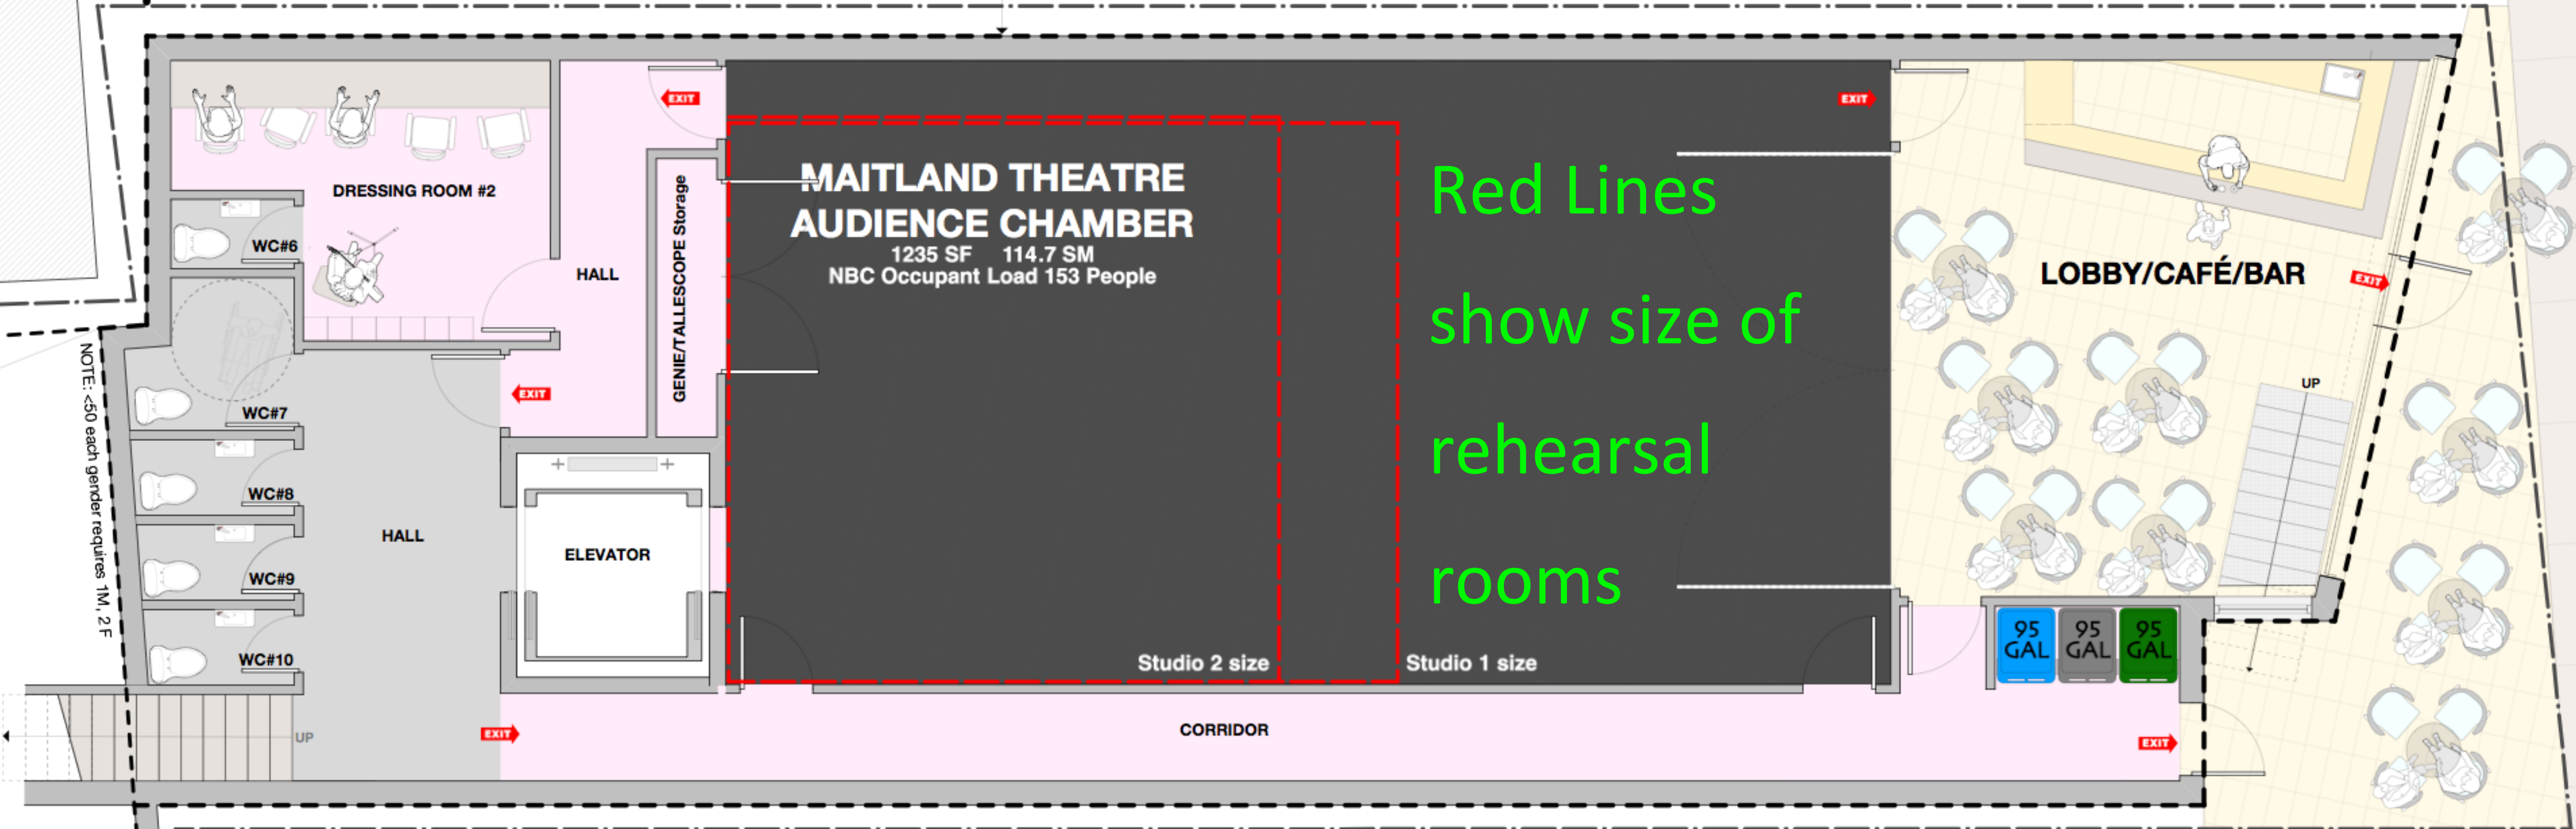 EXIT
EXIT
DRESSING ROOM #2
WC#6
HALL
GENIE/TALLESCOPE Storage
MAITLAND THEATRE
AUDIENCE CHAMBER
1235 SF 114.7 SM
NBC Occupant Load 153 People
Red Lines
show size of
rehearsal
rooms
LOBBY/CAFÉ/BAR
EXIT
UP
NOTE: <50 each gender requires 1M, 2 F
WC#7
EXIT
WC#8
HALL
ELEVATOR
WC#9
WC#10
Studio 2 size
Studio 1 size
95
GAL
95
GAL
95
GAL
UP
EXIT
CORRIDOR
EXIT